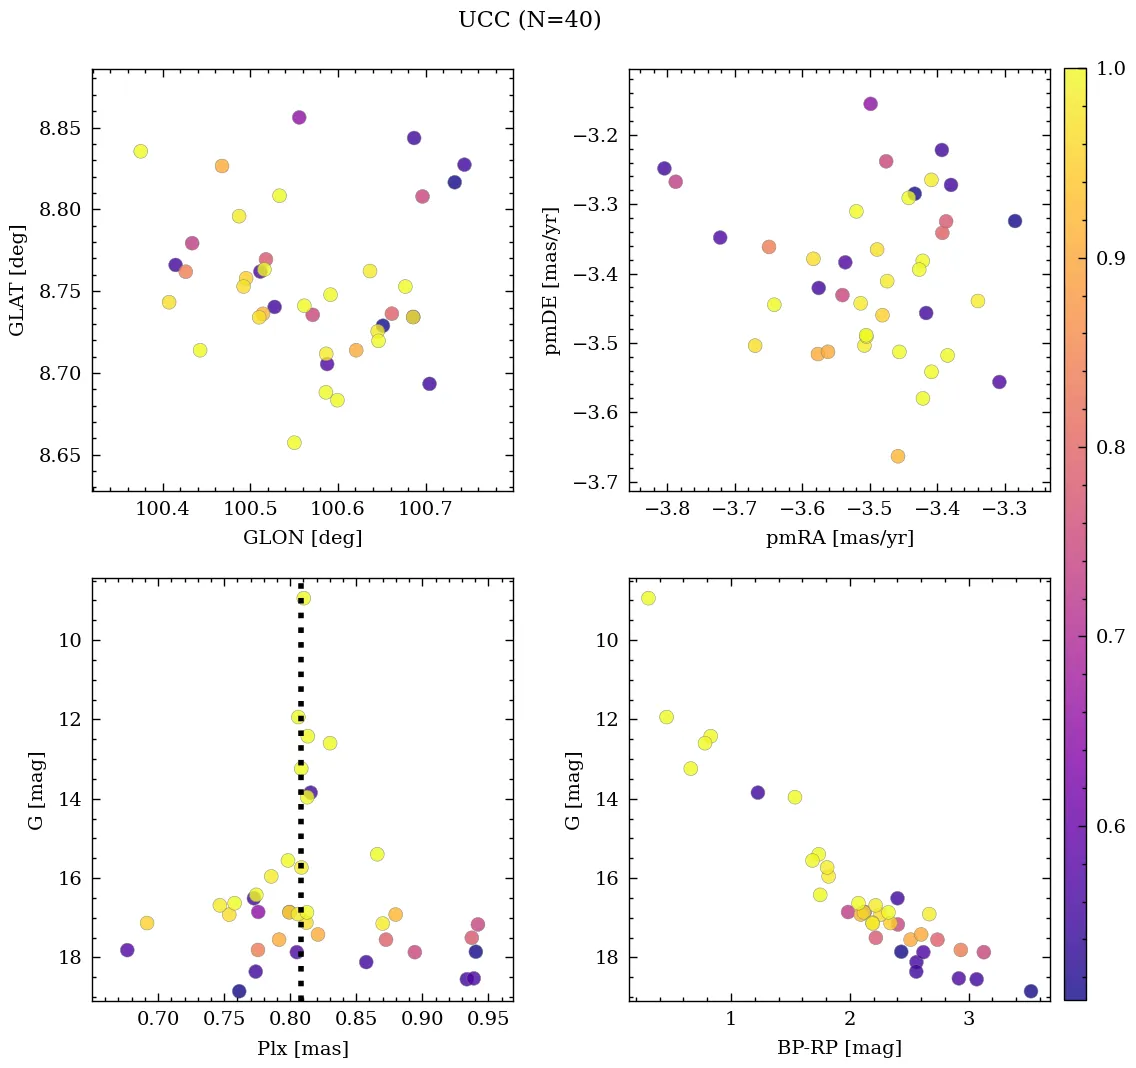 UCC (N=40)
8.85
8.80
8.75
8.70
8.65
GLAT [deg]
100.4 100.5 100.6 100.7
GLON [deg]
−3.2
−3.3
−3.4
−3.5
−3.6
−3.7
pmDE [mas/yr]
−3.8 −3.7 −3.6 −3.5 −3.4 −3.3
pmRA [mas/yr]
10
12
14
16
18
G [mag]
0.70 0.75 0.80 0.85 0.90 0.95
Plx [mas]
10
12
14
16
18
G [mag]
1 2 3
BP-RP [mag]
1.0
0.9
0.8
0.7
0.6